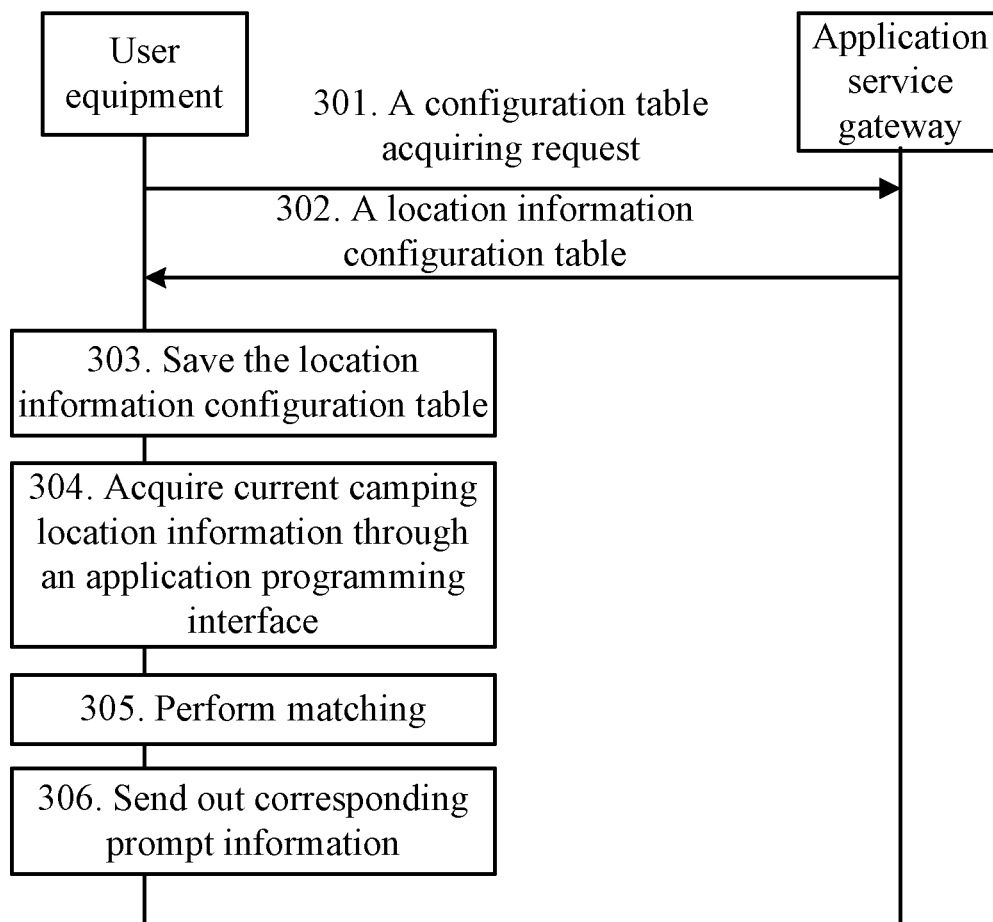 User
equipment
Application
service
gateway
301. A configuration table
acquiring request
302. A location information
configuration table
303. Save the location
information configuration table
304. Acquire current camping
location information through
an application programming
interface
305. Perform matching
306. Send out corresponding
prompt information